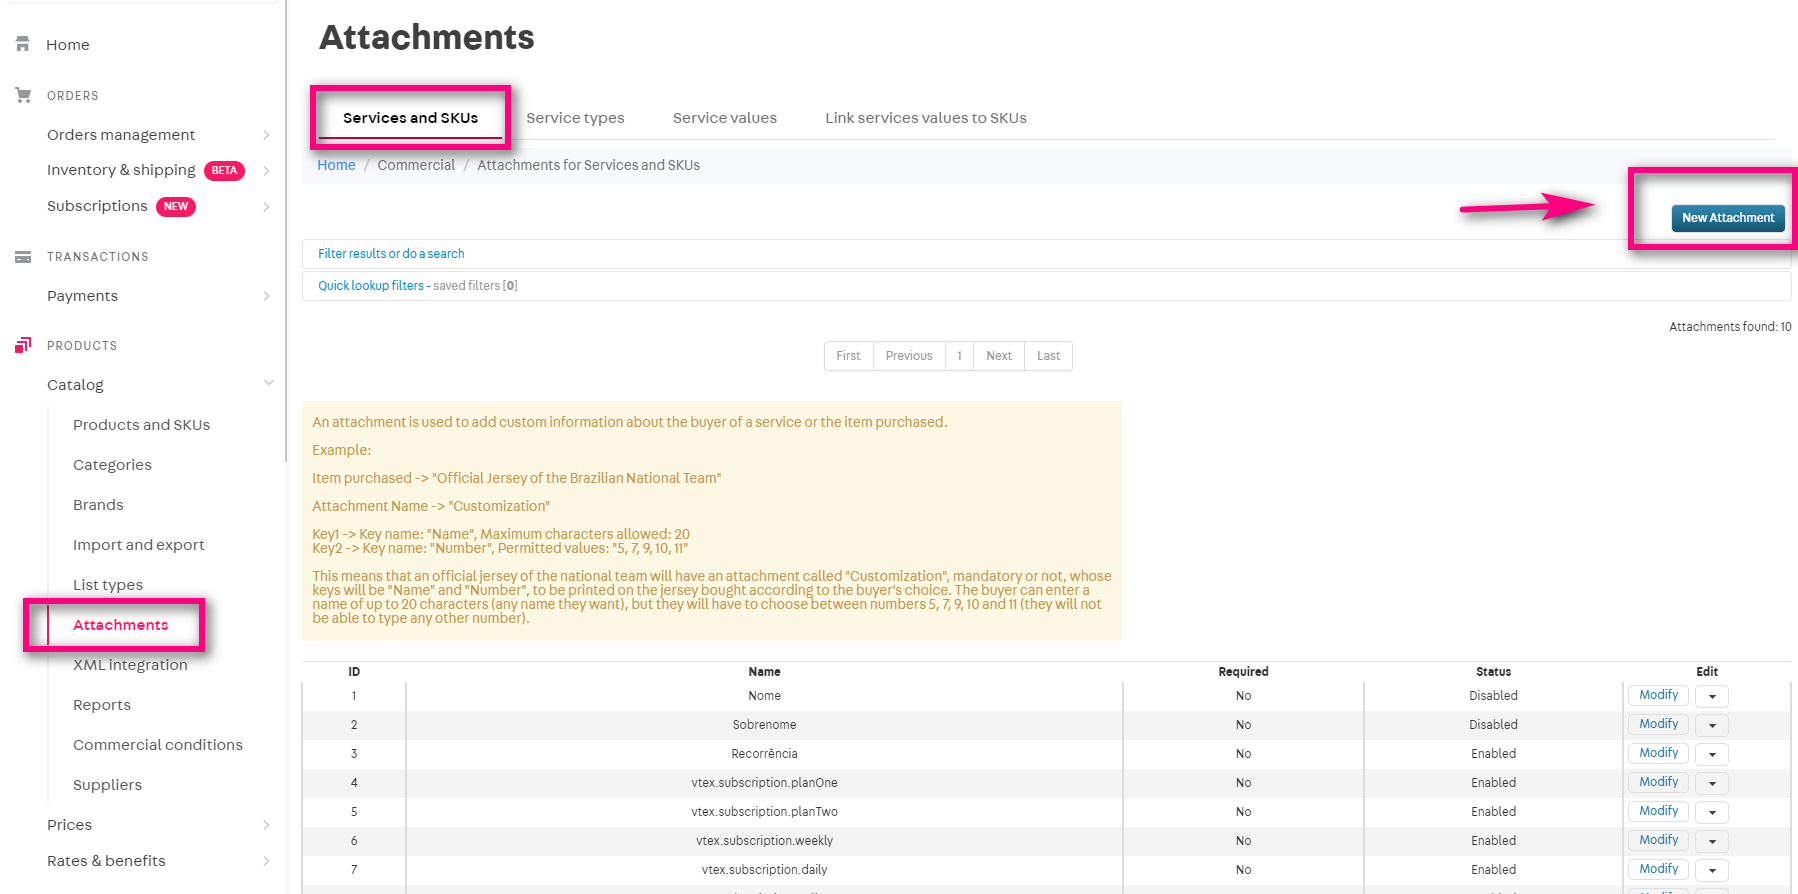 Home
ORDERS
Orders management
Inventory & shipping BETA
Subscriptions NEW
TRANSACTIONS
Payments
PRODUCTS
Catalog
Products and SKUs
Categories
Brands
Import and export
List types
Attachments
XML integration
Reports
Commercial conditions
Suppliers
Prices
Rates & benefits
Attachments
Services and SKUs Service types Service values Link services values to SKUs
Home / Commercial / Attachments for Services and SKUs
New Attachment
Filter results or do a search
Quick lookup filters - saved filters [0]
Attachments found: 10
First Previous 1 Next Last
An attachment is used to add custom information about the buyer of a service or the item purchased.
Example:
Item purchased -> "Official Jersey of the Brazilian National Team"
Attachment Name -> "Customization"
Key1 -> Key name: "Name", Maximum characters allowed: 20
Key2 -> Key name: "Number", Permitted values: "5, 7, 9, 10, 11"
This means that an official jersey of the national team will have an attachment called "Customization", mandatory or not, whose
keys will be "Name" and "Number", to be printed on the jersey bought according to the buyer's choice. The buyer can enter a
name of up to 20 characters (any name they want), but they will have to choose between numbers 5, 7, 9, 10 and 11 (they will not
be able to type any other number).
ID Name Required Status Edit
1 Nome No Disabled Modify
2 Sobrenome No Disabled Modify
3 Recorrência No Enabled Modify
4 vtex.subscription.planOne No Enabled Modify
5 vtex.subscription.planTwo No Enabled Modify
6 vtex.subscription.weekly No Enabled Modify
7 vtex.subscription.daily No Enabled Modify